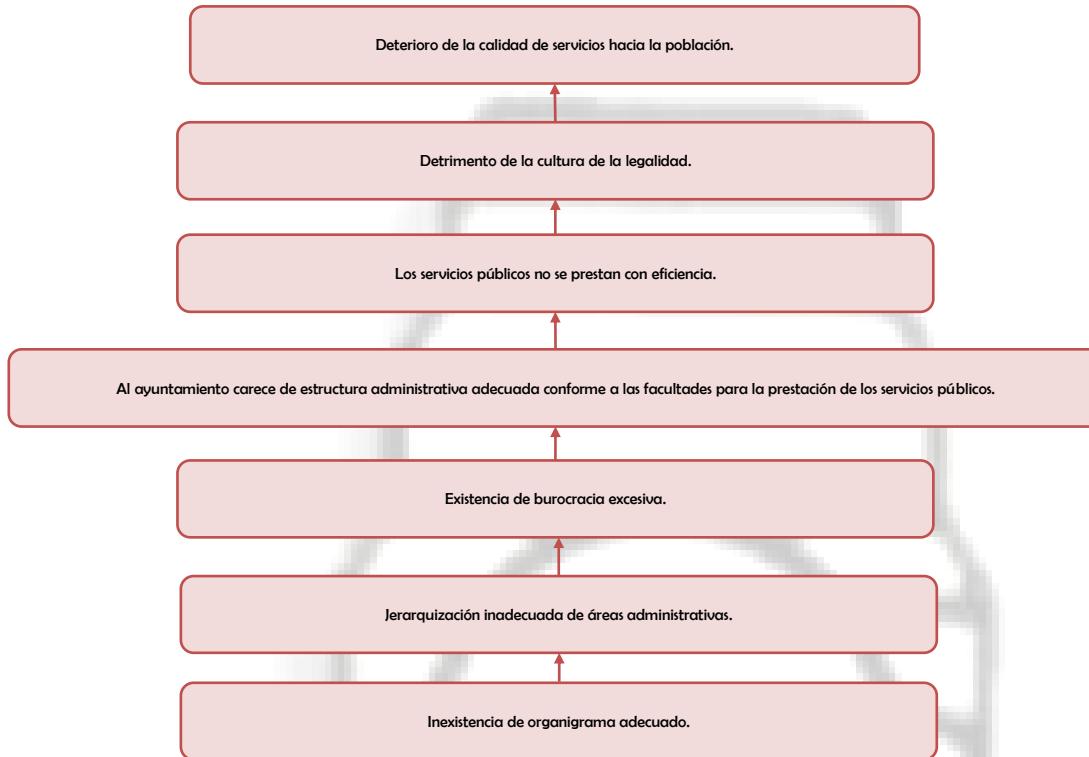 Deterioro de la calidad de servicios hacia la población.
Detrimento de la cultura de la legalidad.
Los servicios públicos no se prestan con eficiencia.
Al ayuntamiento carece de estructura administrativa adecuada conforme a las facultades para la prestación de los servicios públicos.
Existencia de burocracia excesiva.
Jerarquización inadecuada de áreas administrativas.
Inexistencia de organigrama adecuado.